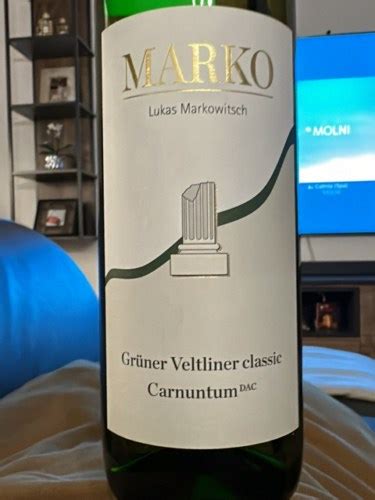 MARKO
Lukas Markowitsch
MOLNI
Grüner Veltliner classic
Carnuntum DAC